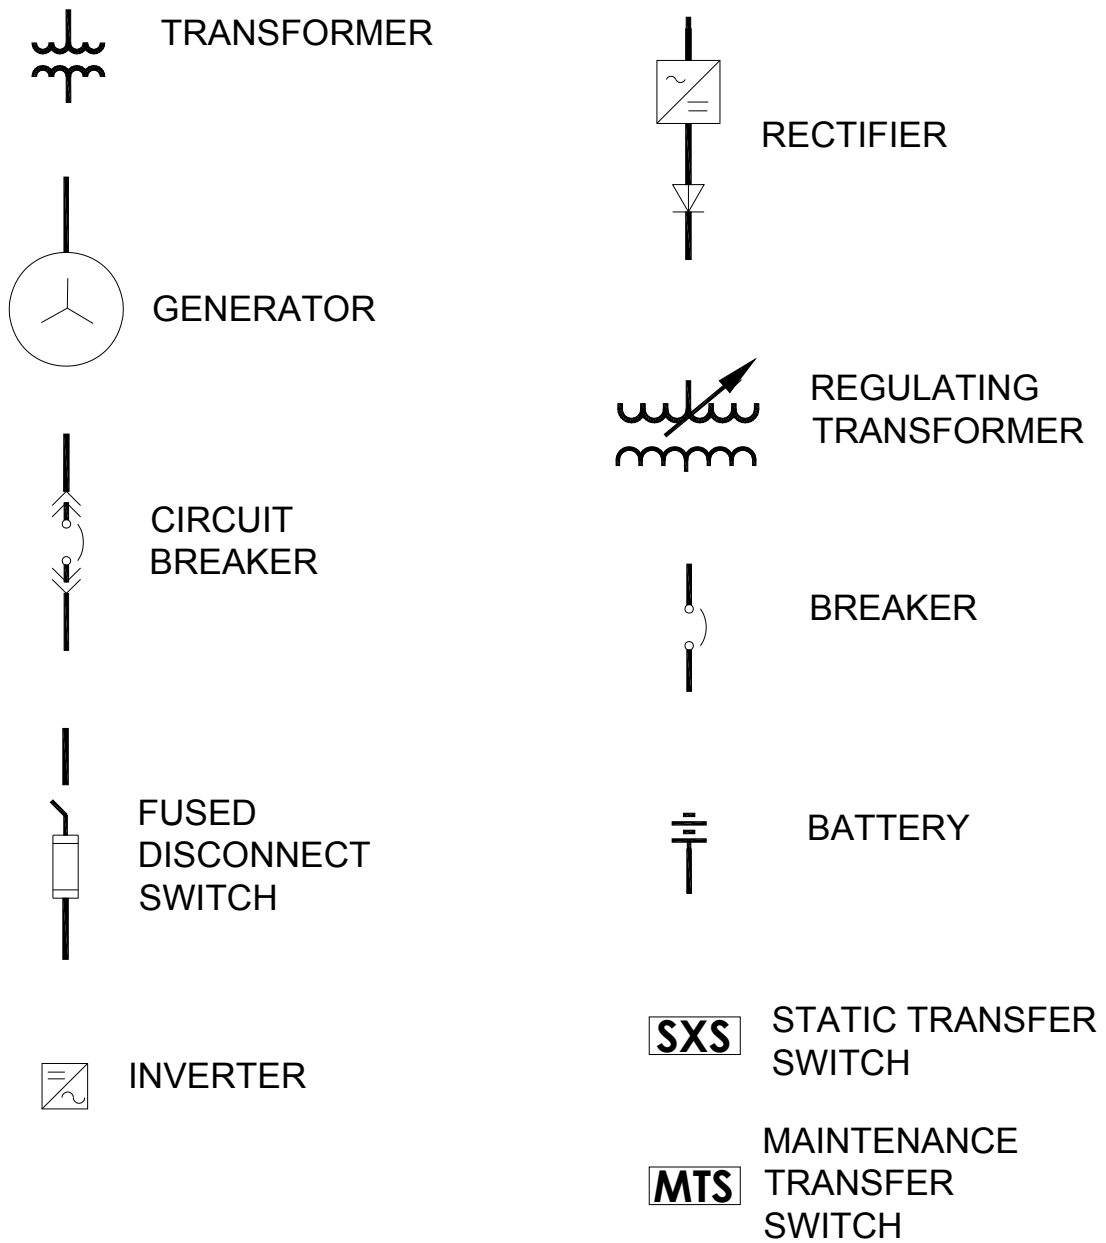 TRANSFORMER
GENERATOR
CIRCUIT
BREAKER
FUSED
DISCONNECT
SWITCH
INVERTER
RECTIFIER
REGULATING
TRANSFORMER
BREAKER
BATTERY
SXS
STATIC TRANSFER
SWITCH
MTS
MAINTENANCE
TRANSFER
SWITCH